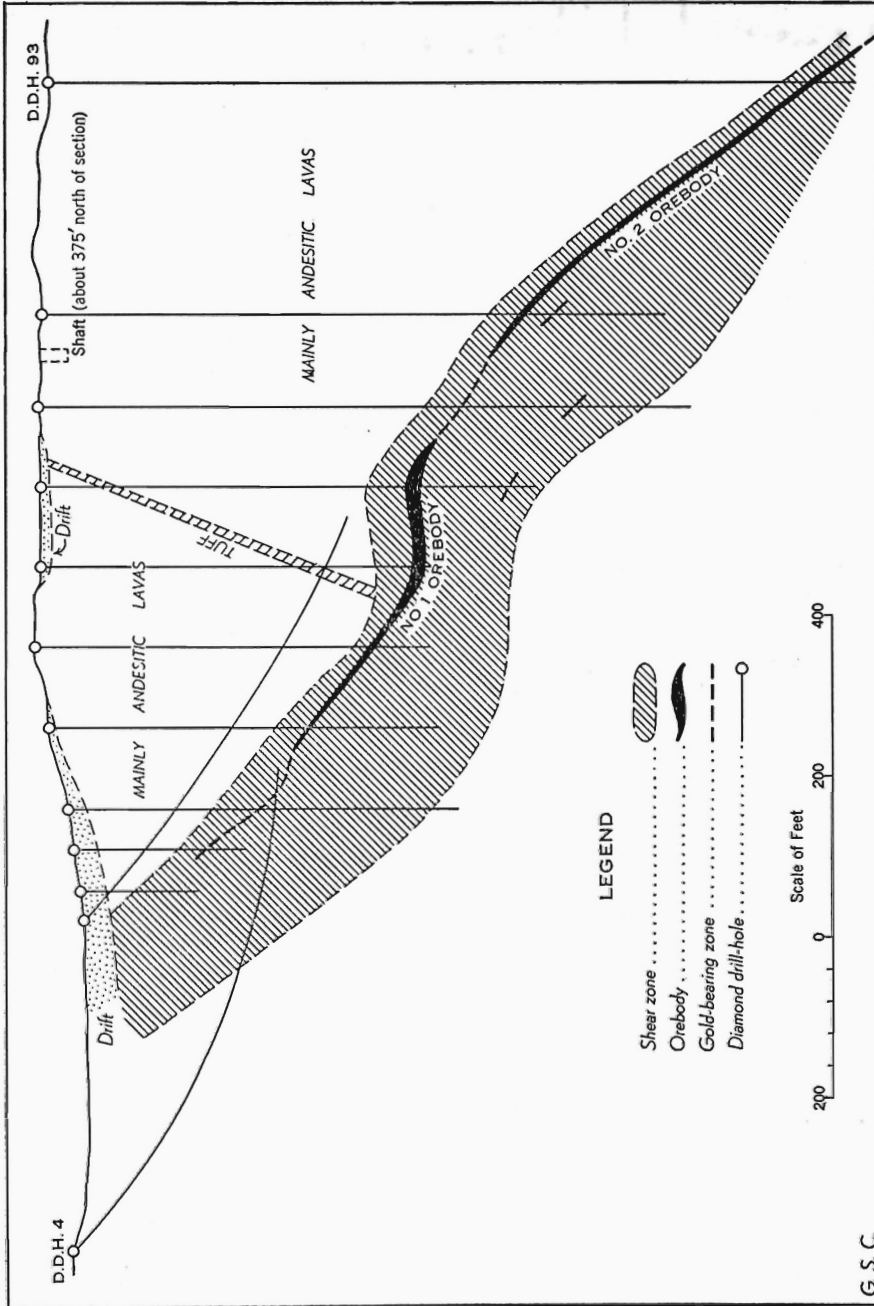 D.D.H. 4
D.D.H. 93
Shaft (about 375' north of section)
Drift
Drift
MAINLY ANDESITIC LAVAS
MAINLY ANDESITIC LAVAS
TUFF
NO. 1 OREBODY
NO. 2 OREBODY
LEGEND
Shear zone . . . . . . . . . . . .
Orebody . . . . . . . . . . . . . .
Gold-bearing zone . . . . . .
Diamond drill-hole . . . . . .
Scale of Feet
200 0 200 400
G.S.C.